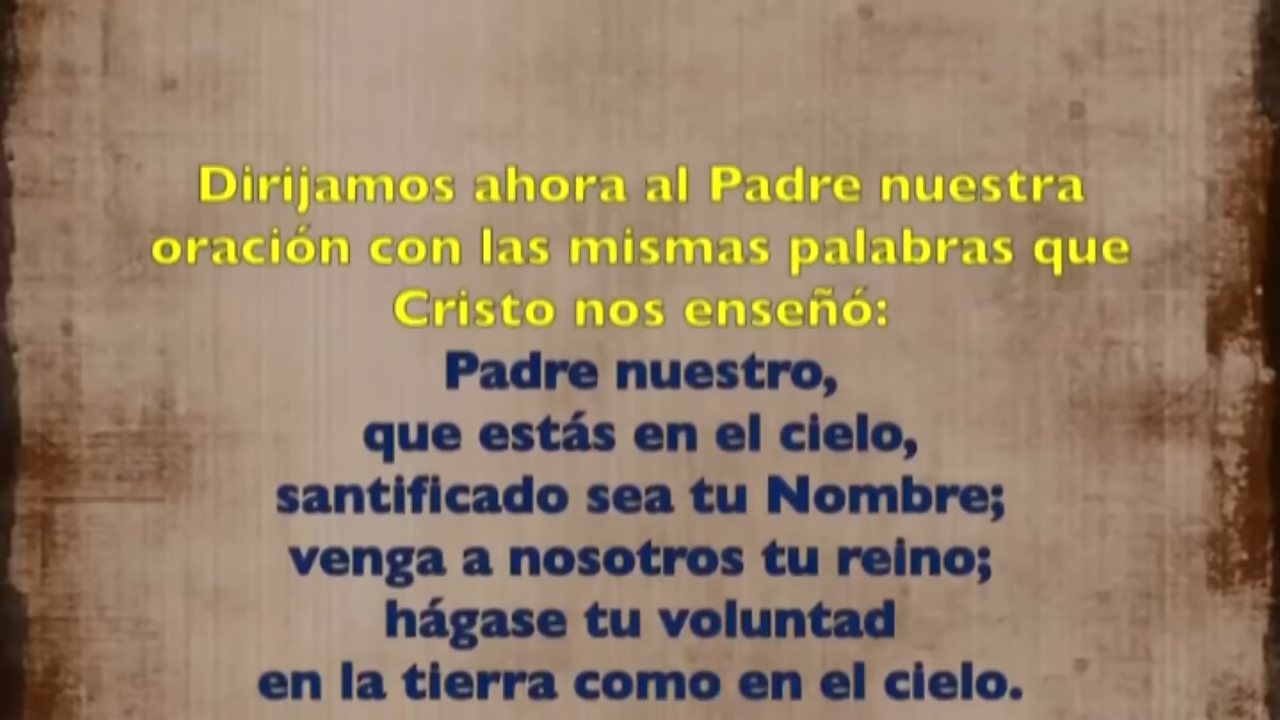 Dirijamos ahora al Padre nuestra
oración con las mismas palabras que
Cristo nos enseñó:
Padre nuestro,
que estás en el cielo,
santificado sea tu Nombre;
venga a nosotros tu reino;
hágase tu voluntad
en la tierra como en el cielo.